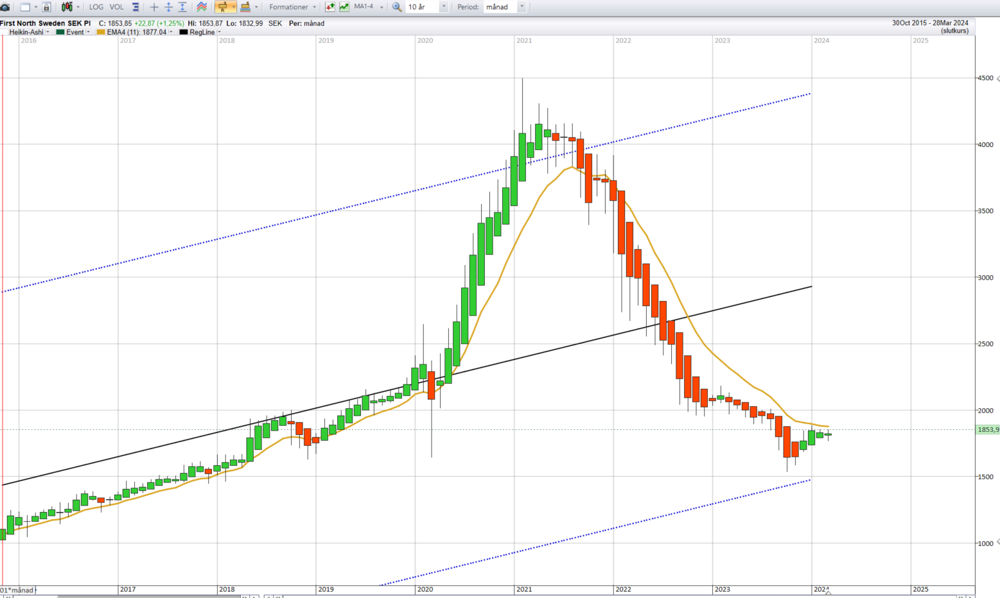 LOG VOL Formationer MA1-4 10 år Period: månad
First North Sweden SEK PI C: 1853,85 +22,87 (+1,25%) Hi: 1853,87 Lo: 1832,99 SEK Per: månad 30Oct 2015 - 28Mar 2024
(slutkurs)
Heikin-Ashi Event EMA4 (11): 1877.04 RegLine
2016 2017 2018 2019 2020 2021 2022 2023 2024 2025
4500
4000
3500
3000
2500
2000
1853,9
1500
1000
01*månad 2017 2018 2019 2020 2021 2022 2023 2024 2025